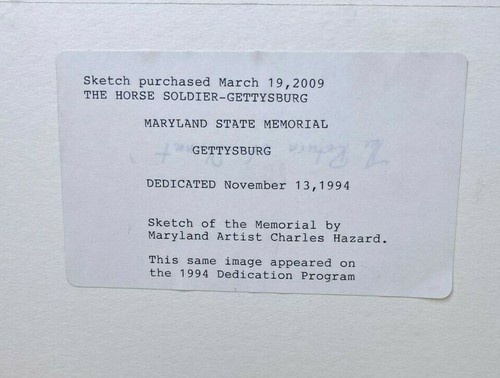 Sketch purchased March 19,2009
THE HORSE SOLDIER-GETTYSBURG
MARYLAND STATE MEMORIAL
GETTYSBURG
DEDICATED November 13,1994
Sketch of the Memorial by
Maryland Artist Charles Hazard.
This same image appeared on
the 1994 Dedication Program